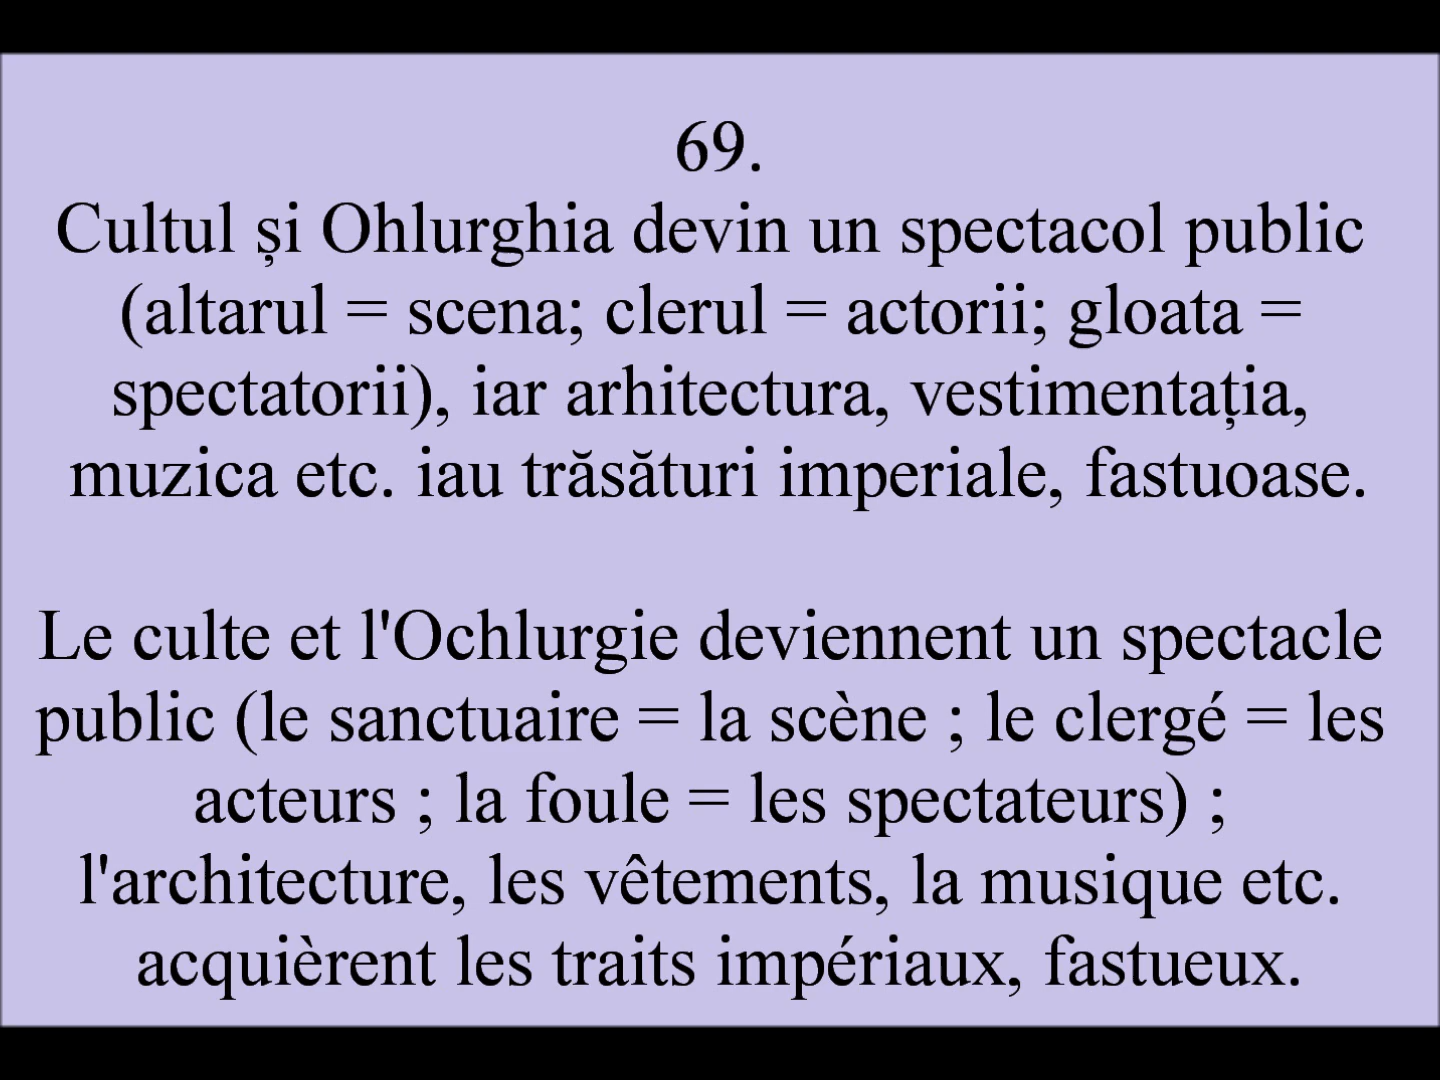 69.
Cultul și Ohlurghia devin un spectacol public
(altarul = scena; clerul = actorii; gloata =
spectatorii), iar arhitectura, vestimentația,
muzica etc. iau trăsături imperiale, fastuoase.
Le culte et l'Ochlurgie deviennent un spectacle
public (le sanctuaire = la scène ; le clergé = les
acteurs ; la foule = les spectateurs) ;
l'architecture, les vêtements, la musique etc.
acquièrent les traits impériaux, fastueux.